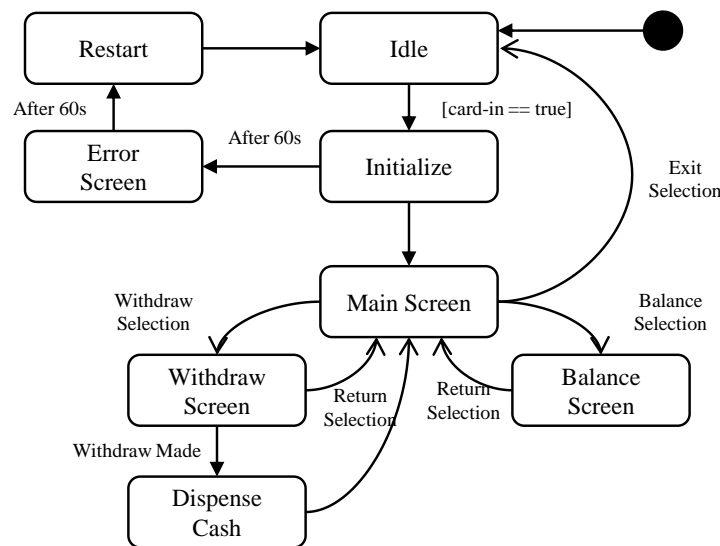 Restart
Idle
After 60s
[card-in == true]
After 60s
Error
Screen
Initialize
Exit
Selection
Main Screen
Withdraw
Selection
Balance
Selection
Withdraw
Screen
Return
Selection
Return
Selection
Balance
Screen
Withdraw Made
Dispense
Cash